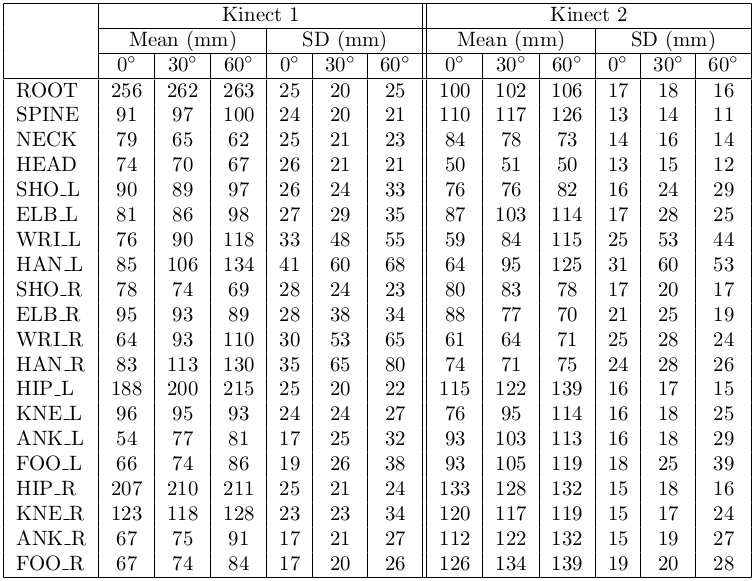 Kinect 1 Kinect 2
Mean (mm) SD (mm) Mean (mm) SD (mm)
0° 30° 60° 0° 30° 60° 0° 30° 60° 0° 30° 60°
ROOT 256 262 263 25 20 25 100 102 106 17 18 16
SPINE 91 97 100 24 20 21 110 117 126 13 14 11
NECK 79 65 62 25 21 23 84 78 73 14 16 14
HEAD 74 70 67 26 21 21 50 51 50 13 15 12
SHO_L 90 89 97 26 24 33 76 76 82 16 24 29
ELB_L 81 86 98 27 29 35 87 103 114 17 28 25
WRI_L 76 90 118 33 48 55 59 84 115 25 53 44
HAN_L 85 106 134 41 60 68 64 95 125 31 60 53
SHO_R 78 74 69 28 24 23 80 83 78 17 20 17
ELB_R 95 93 89 28 38 34 88 77 70 21 25 19
WRI_R 64 93 110 30 53 65 61 64 71 25 28 24
HAN_R 83 113 130 35 65 80 74 71 75 24 28 26
HIP_L 188 200 215 25 20 22 115 122 139 16 17 15
KNE_L 96 95 93 24 24 27 76 95 114 16 18 25
ANK_L 54 77 81 17 25 32 93 103 113 16 18 29
FOO_L 66 74 86 19 26 38 93 105 119 18 25 39
HIP_R 207 210 211 25 21 24 133 128 132 15 18 16
KNE_R 123 118 128 23 23 34 120 117 119 15 17 24
ANK_R 67 75 91 17 21 27 112 122 132 15 19 27
FOO_R 67 74 84 17 20 26 126 134 139 19 20 28